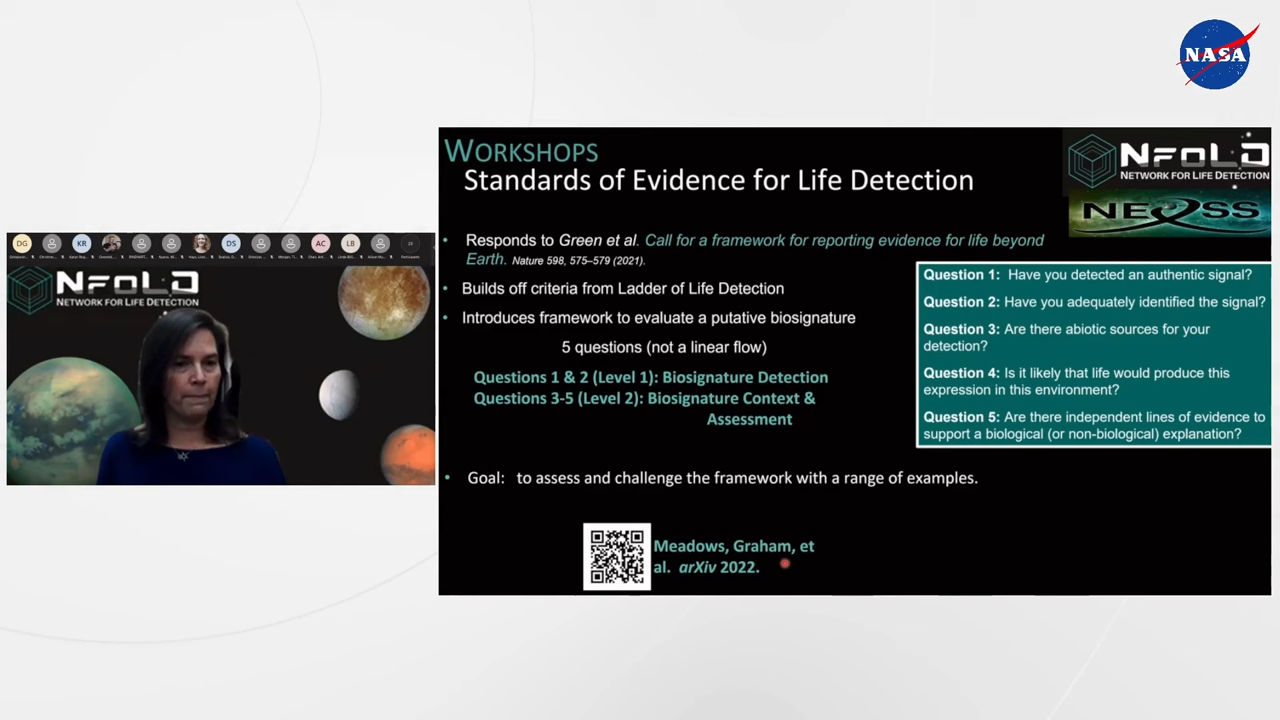 NASA
WORKSHOPS
Standards of Evidence for Life Detection
NFOLD
NETWORK FOR LIFE DETECTION
NExSS
• Responds to Green et al. Call for a framework for reporting evidence for life beyond
Earth. Nature 598, 575–579 (2021).
• Builds off criteria from Ladder of Life Detection
• Introduces framework to evaluate a putative biosignature
5 questions (not a linear flow)
Questions 1 & 2 (Level 1): Biosignature Detection
Questions 3-5 (Level 2): Biosignature Context &
Assessment
Question 1: Have you detected an authentic signal?
Question 2: Have you adequately identified the signal?
Question 3: Are there abiotic sources for your
detection?
Question 4: Is it likely that life would produce this
expression in this environment?
Question 5: Are there independent lines of evidence to
support a biological (or non-biological) explanation?
• Goal: to assess and challenge the framework with a range of examples.
Meadows, Graham, et
al. arXiv 2022.
DG KR DS AC LB
NFOLD
NETWORK FOR LIFE DETECTION